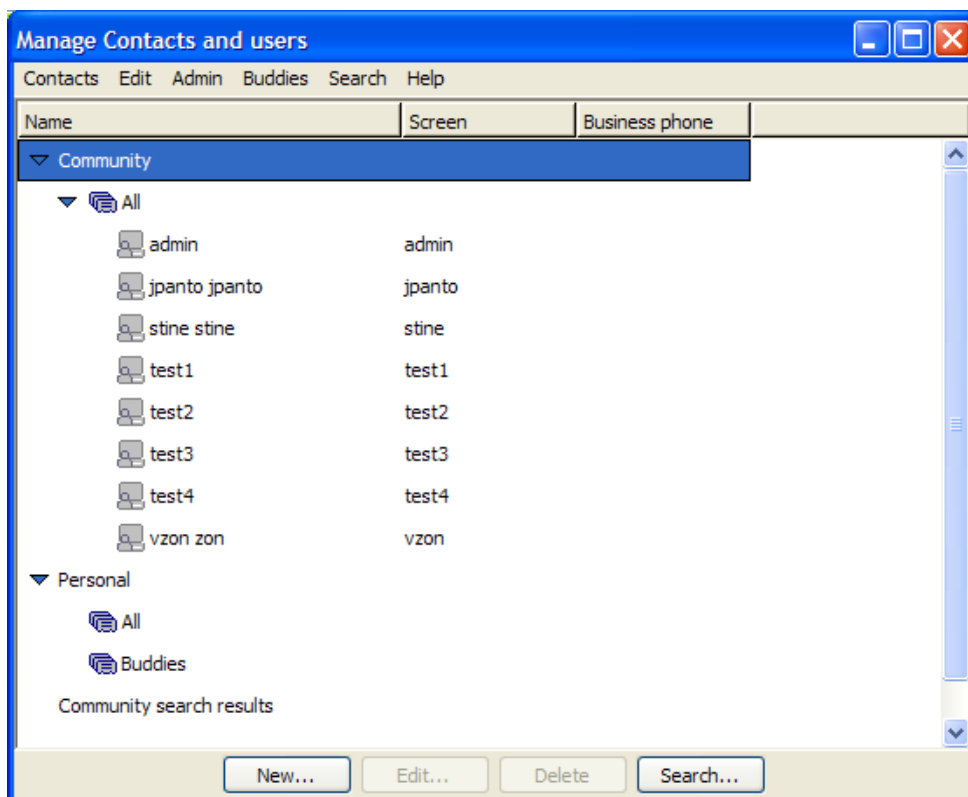 Manage Contacts and users
Contacts Edit Admin Buddies Search Help
Name Screen Business phone
Community
All
admin admin
jpanto jpanto jpanto
stine stine stine
test1 test1
test2 test2
test3 test3
test4 test4
vzon zon vzon
Personal
All
Buddies
Community search results
New... Edit... Delete Search...